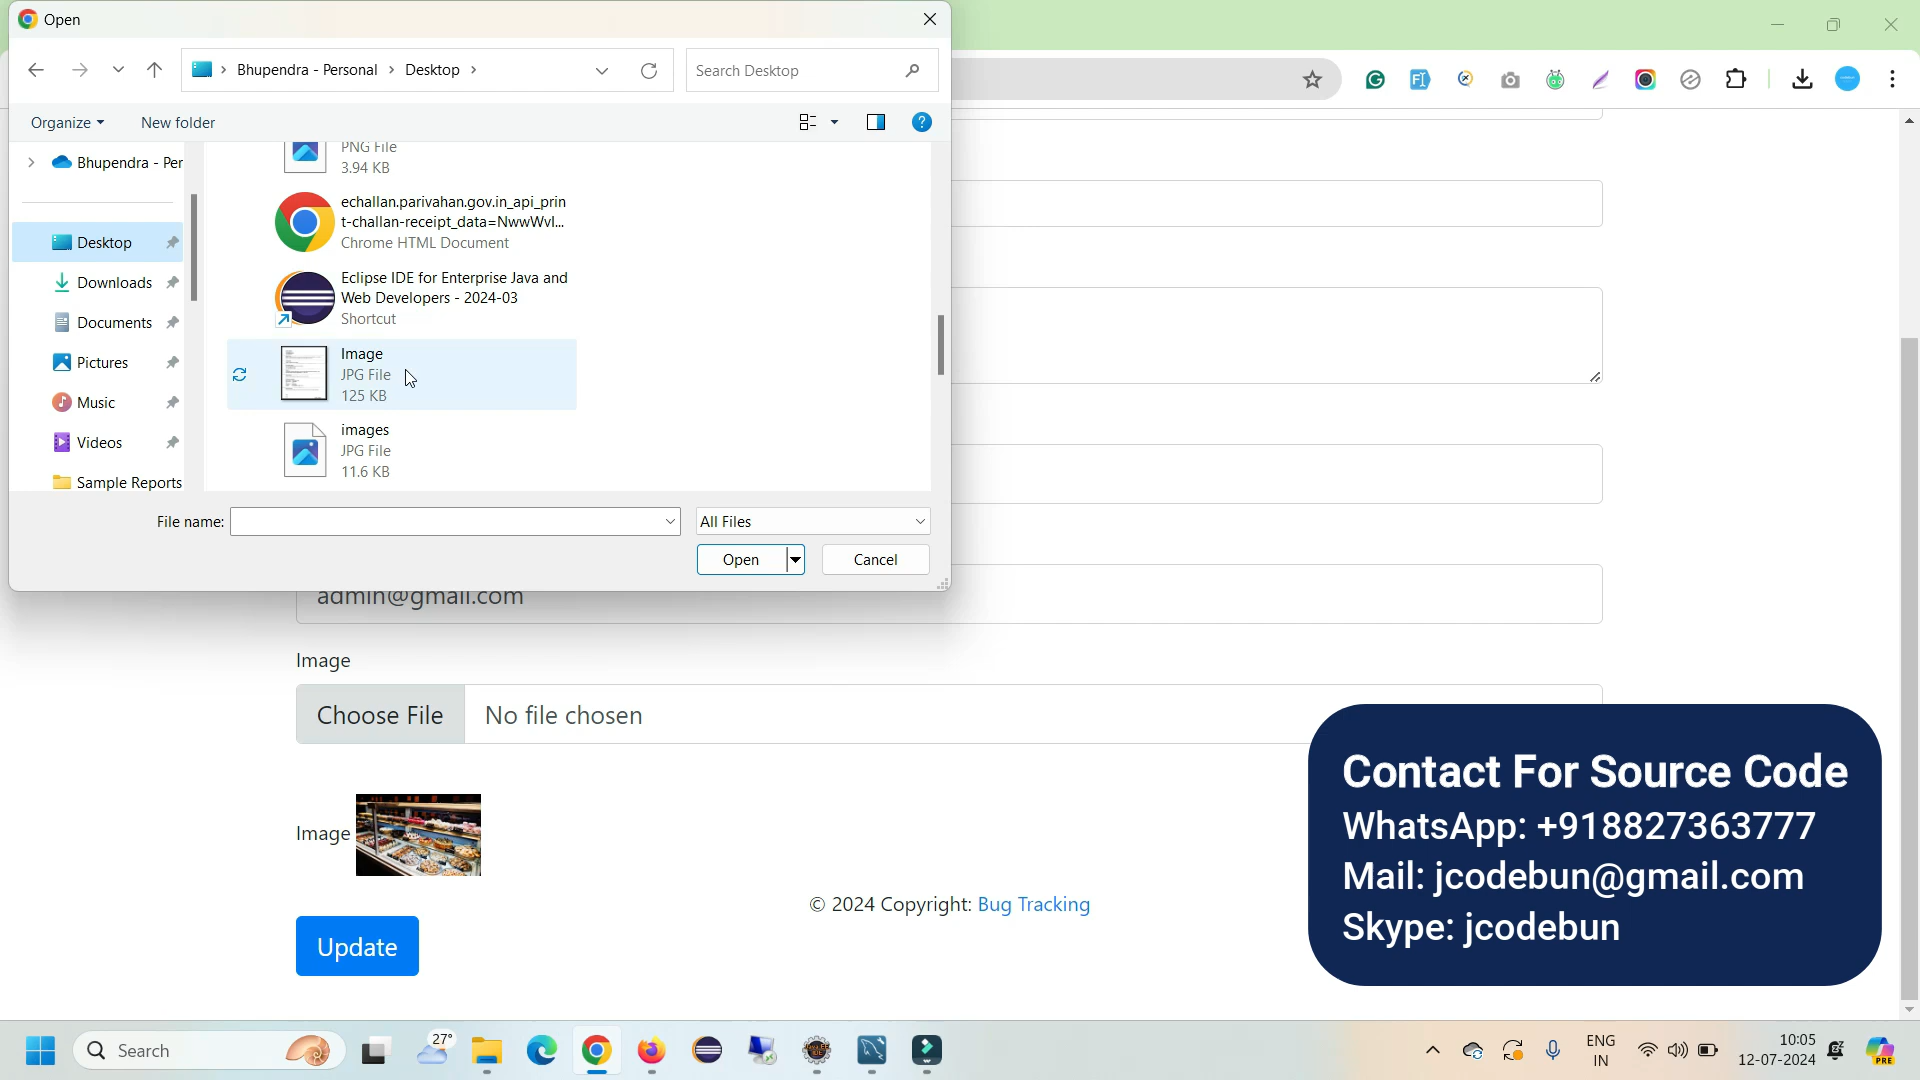 Open
Bhupendra - Personal > Desktop >
Search Desktop
Organize
New folder
Bhupendra - Per
Desktop
Downloads
Documents
Pictures
Music
Videos
Sample Reports
PNG File
3.94 KB
echallan.parivahan.gov.in_api_prin
t-challan-receipt_data=NwwWvl...
Chrome HTML Document
Eclipse IDE for Enterprise Java and
Web Developers - 2024-03
Shortcut
Image
JPG File
125 KB
images
JPG File
11.6 KB
File name:
All Files
Open
Cancel
admin@gmail.com
Image
Choose File
No file chosen
Image
Update
© 2024 Copyright: Bug Tracking
Contact For Source Code
WhatsApp: +918827363777
Mail: jcodebun@gmail.com
Skype: jcodebun
Search
27°
ENG
IN
10:05
12-07-2024
PRE